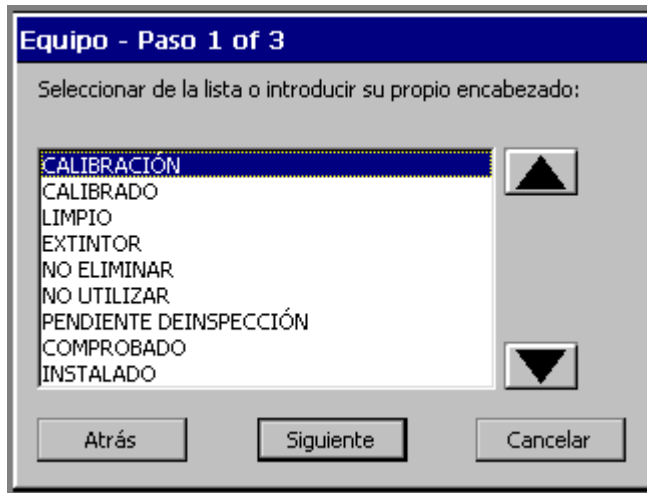 Equipo - Paso 1 of 3
Seleccionar de la lista o introducir su propio encabezado:
CALIBRACIÓN
CALIBRADO
LIMPIO
EXTINTOR
NO ELIMINAR
NO UTILIZAR
PENDIENTE DEINSPECCIÓN
COMPROBADO
INSTALADO
Atrás Siguiente Cancelar